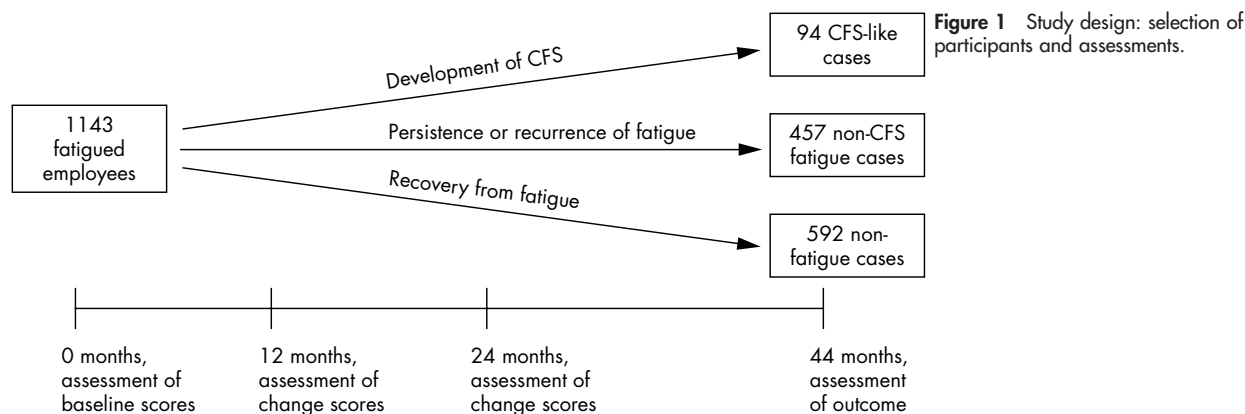 Figure 1 Study design: selection of
participants and assessments.
1143
fatigued
employees
Development of CFS
94 CFS-like
cases
Persistence or recurrence of fatigue
457 non-CFS
fatigue cases
Recovery from fatigue
592 non-
fatigue cases
0 months,
assessment of
baseline scores
12 months,
assessment of
change scores
24 months,
assessment of
change scores
44 months,
assessment
of outcome